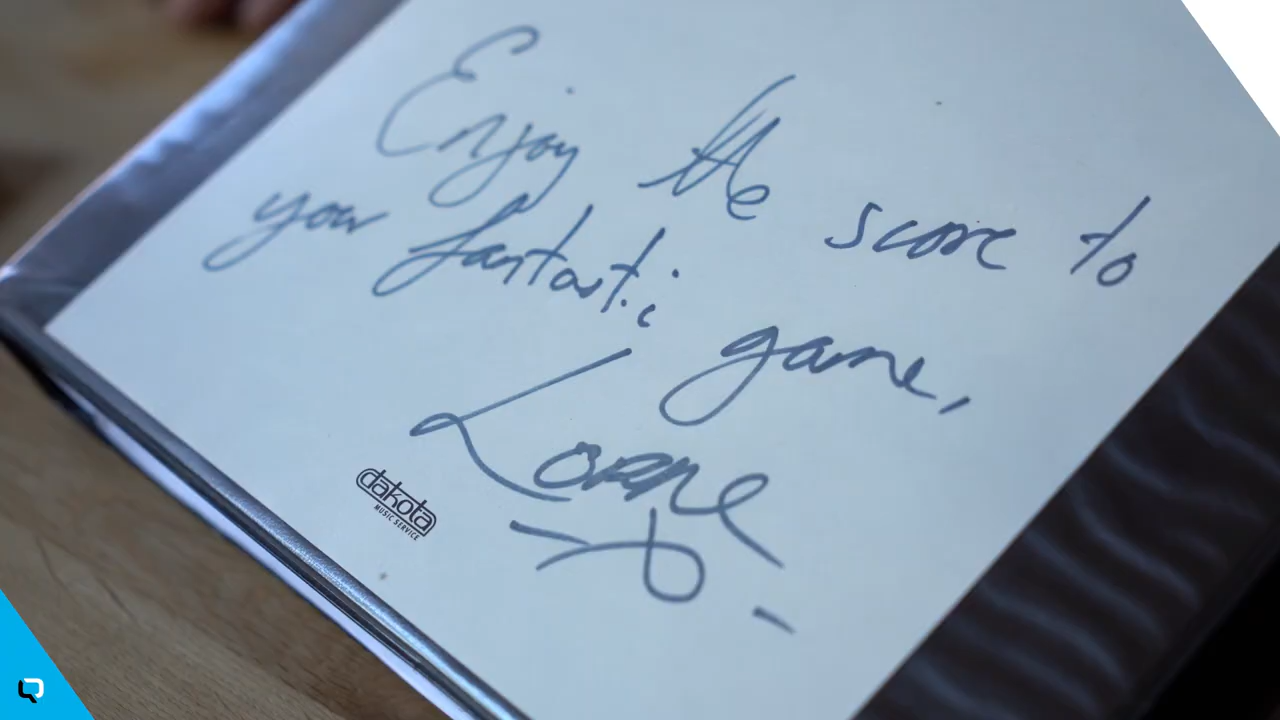 Enjoy the score to
your fantastic game,
Lorne
dakota
MUSIC SERVICE